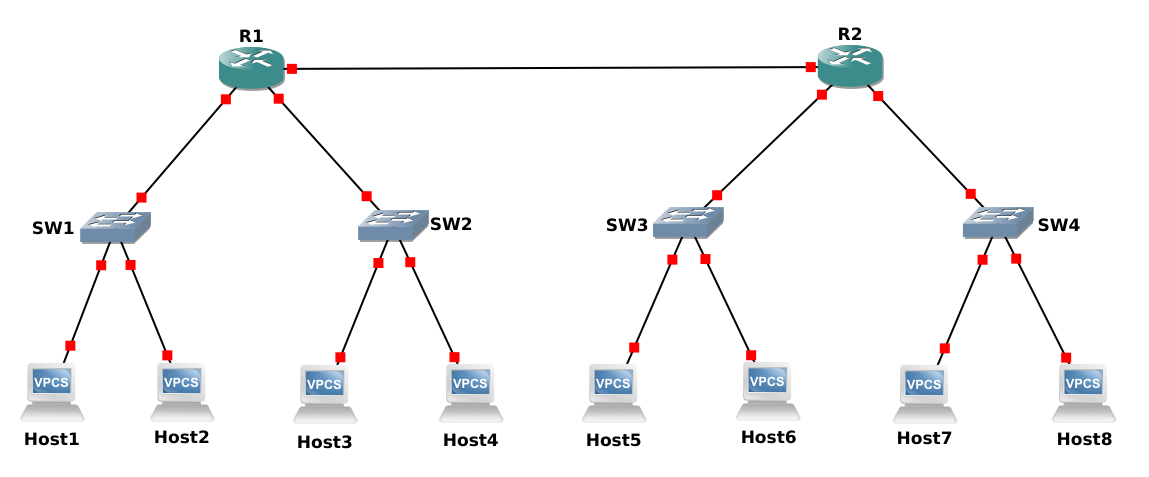 R1
R2
SW1
SW2
SW3
SW4
VPCS
VPCS
VPCS
VPCS
VPCS
VPCS
VPCS
VPCS
Host1
Host2
Host3
Host4
Host5
Host6
Host7
Host8